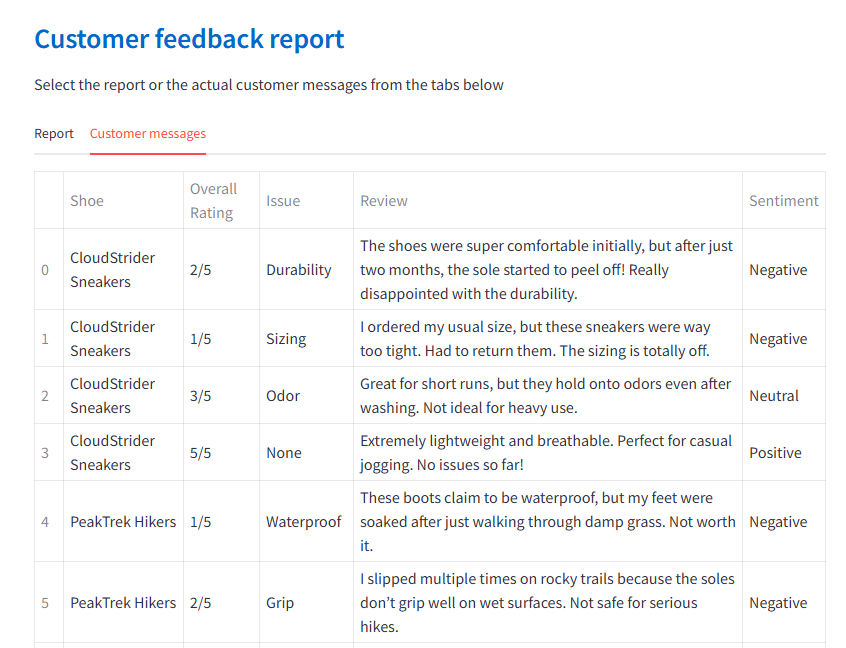 Customer feedback report
Select the report or the actual customer messages from the tabs below
Report Customer messages
Shoe Overall Rating Issue Review Sentiment
0 CloudStrider Sneakers 2/5 Durability The shoes were super comfortable initially, but after just two months, the sole started to peel off! Really disappointed with the durability. Negative
1 CloudStrider Sneakers 1/5 Sizing I ordered my usual size, but these sneakers were way too tight. Had to return them. The sizing is totally off. Negative
2 CloudStrider Sneakers 3/5 Odor Great for short runs, but they hold onto odors even after washing. Not ideal for heavy use. Neutral
3 CloudStrider Sneakers 5/5 None Extremely lightweight and breathable. Perfect for casual jogging. No issues so far! Positive
4 PeakTrek Hikers 1/5 Waterproof These boots claim to be waterproof, but my feet were soaked after just walking through damp grass. Not worth it. Negative
5 PeakTrek Hikers 2/5 Grip I slipped multiple times on rocky trails because the soles don’t grip well on wet surfaces. Not safe for serious hikes. Negative